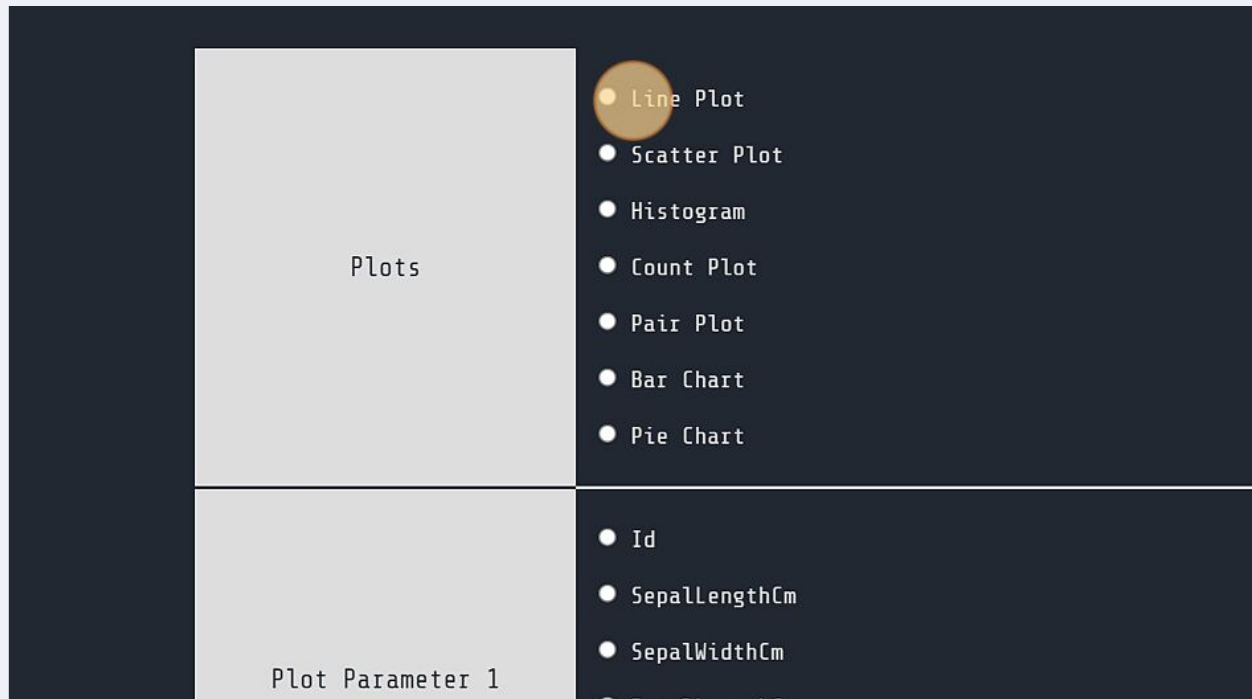 Plots
Line Plot
Scatter Plot
Histogram
Count Plot
Pair Plot
Bar Chart
Pie Chart
Plot Parameter 1
Id
SepalLengthCm
SepalWidthCm